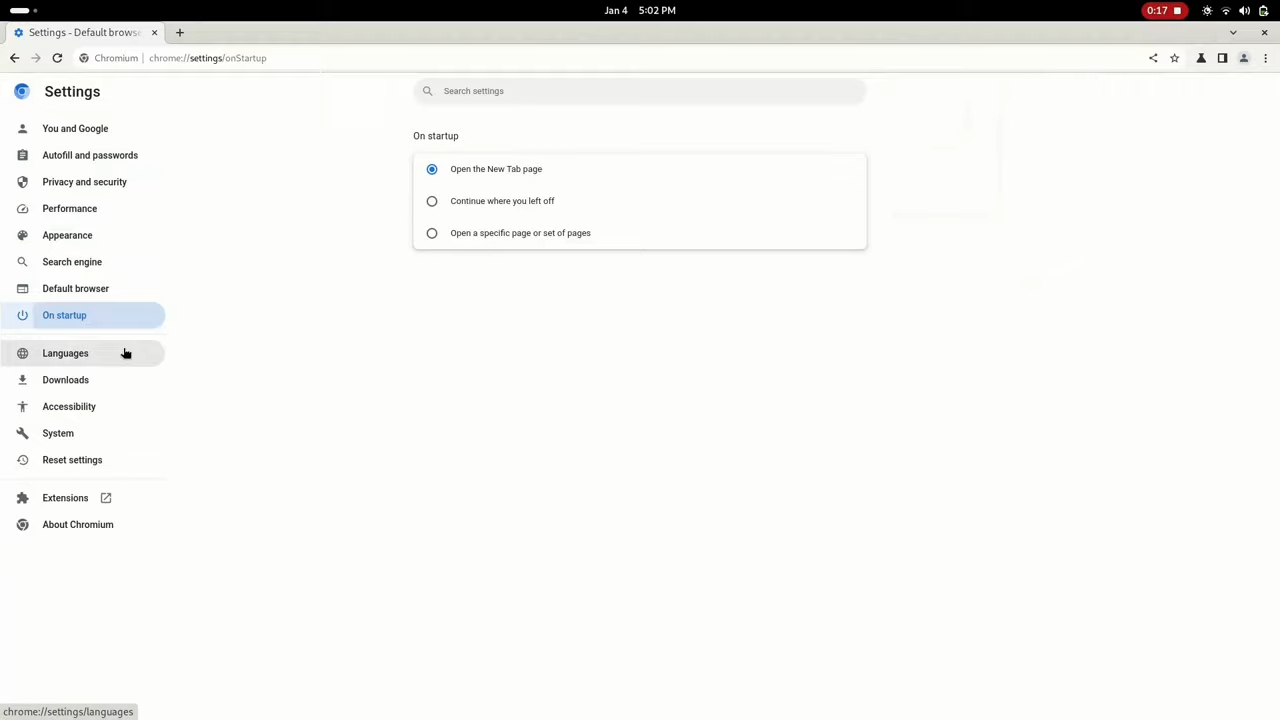 Jan 4 5:02 PM
0:17
Settings - Default browse
Chromium chrome://settings/onStartup
Settings
Search settings
You and Google
Autofill and passwords
Privacy and security
Performance
Appearance
Search engine
Default browser
On startup
Languages
Downloads
Accessibility
System
Reset settings
Extensions
About Chromium
On startup
Open the New Tab page
Continue where you left off
Open a specific page or set of pages
chrome://settings/languages